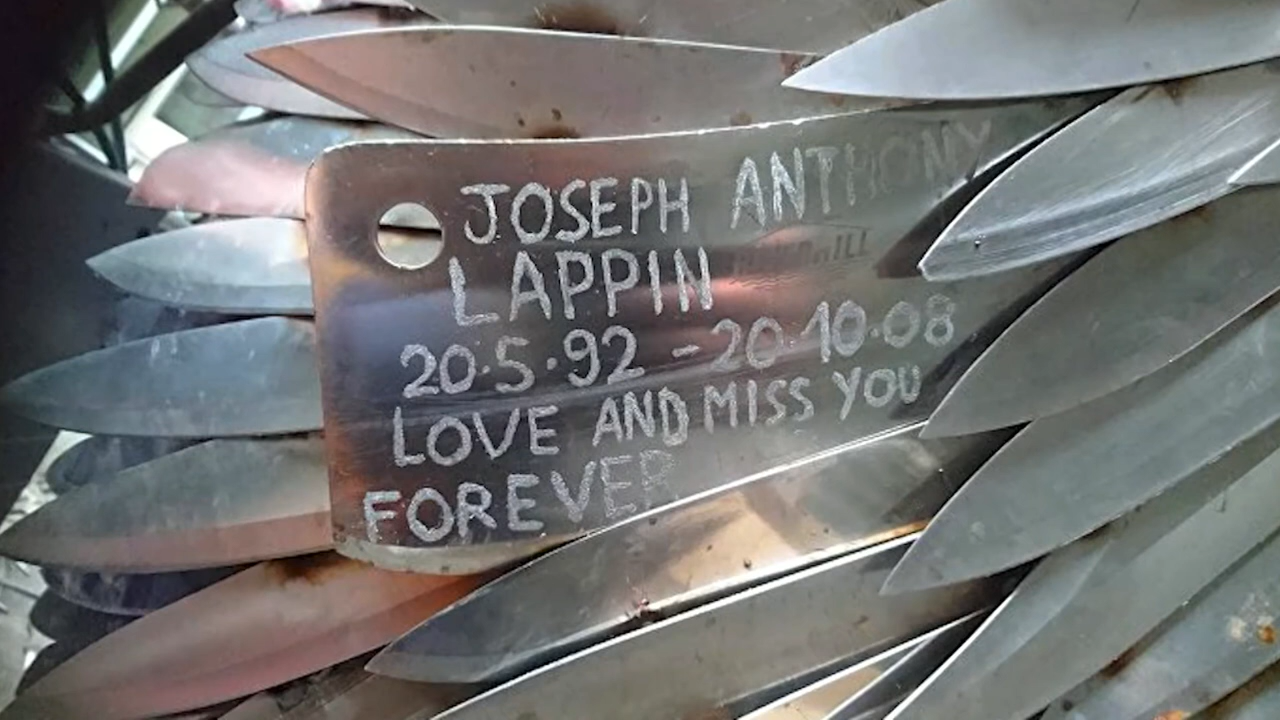 JOSEPH ANTHONY
LAPPIN
20·5·92 - 20·10·08
LOVE AND MISS YOU
FOREVER